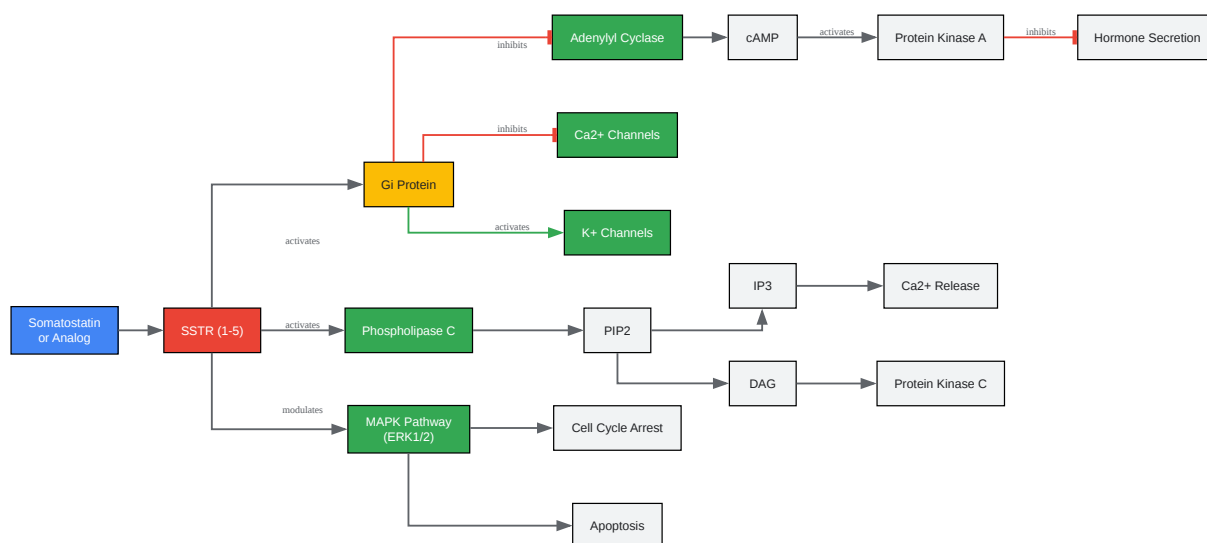 Adenylyl Cyclase
cAMP
activates
Protein Kinase A
inhibits
Hormone Secretion
inhibits
inhibits
Ca2+ Channels
Gi Protein
activates
K+ Channels
activates
IP3
Ca2+ Release
Somatostatin
or Analog
SSTR (1-5)
activates
Phospholipase C
PIP2
DAG
Protein Kinase C
modulates
MAPK Pathway
(ERK1/2)
Cell Cycle Arrest
Apoptosis